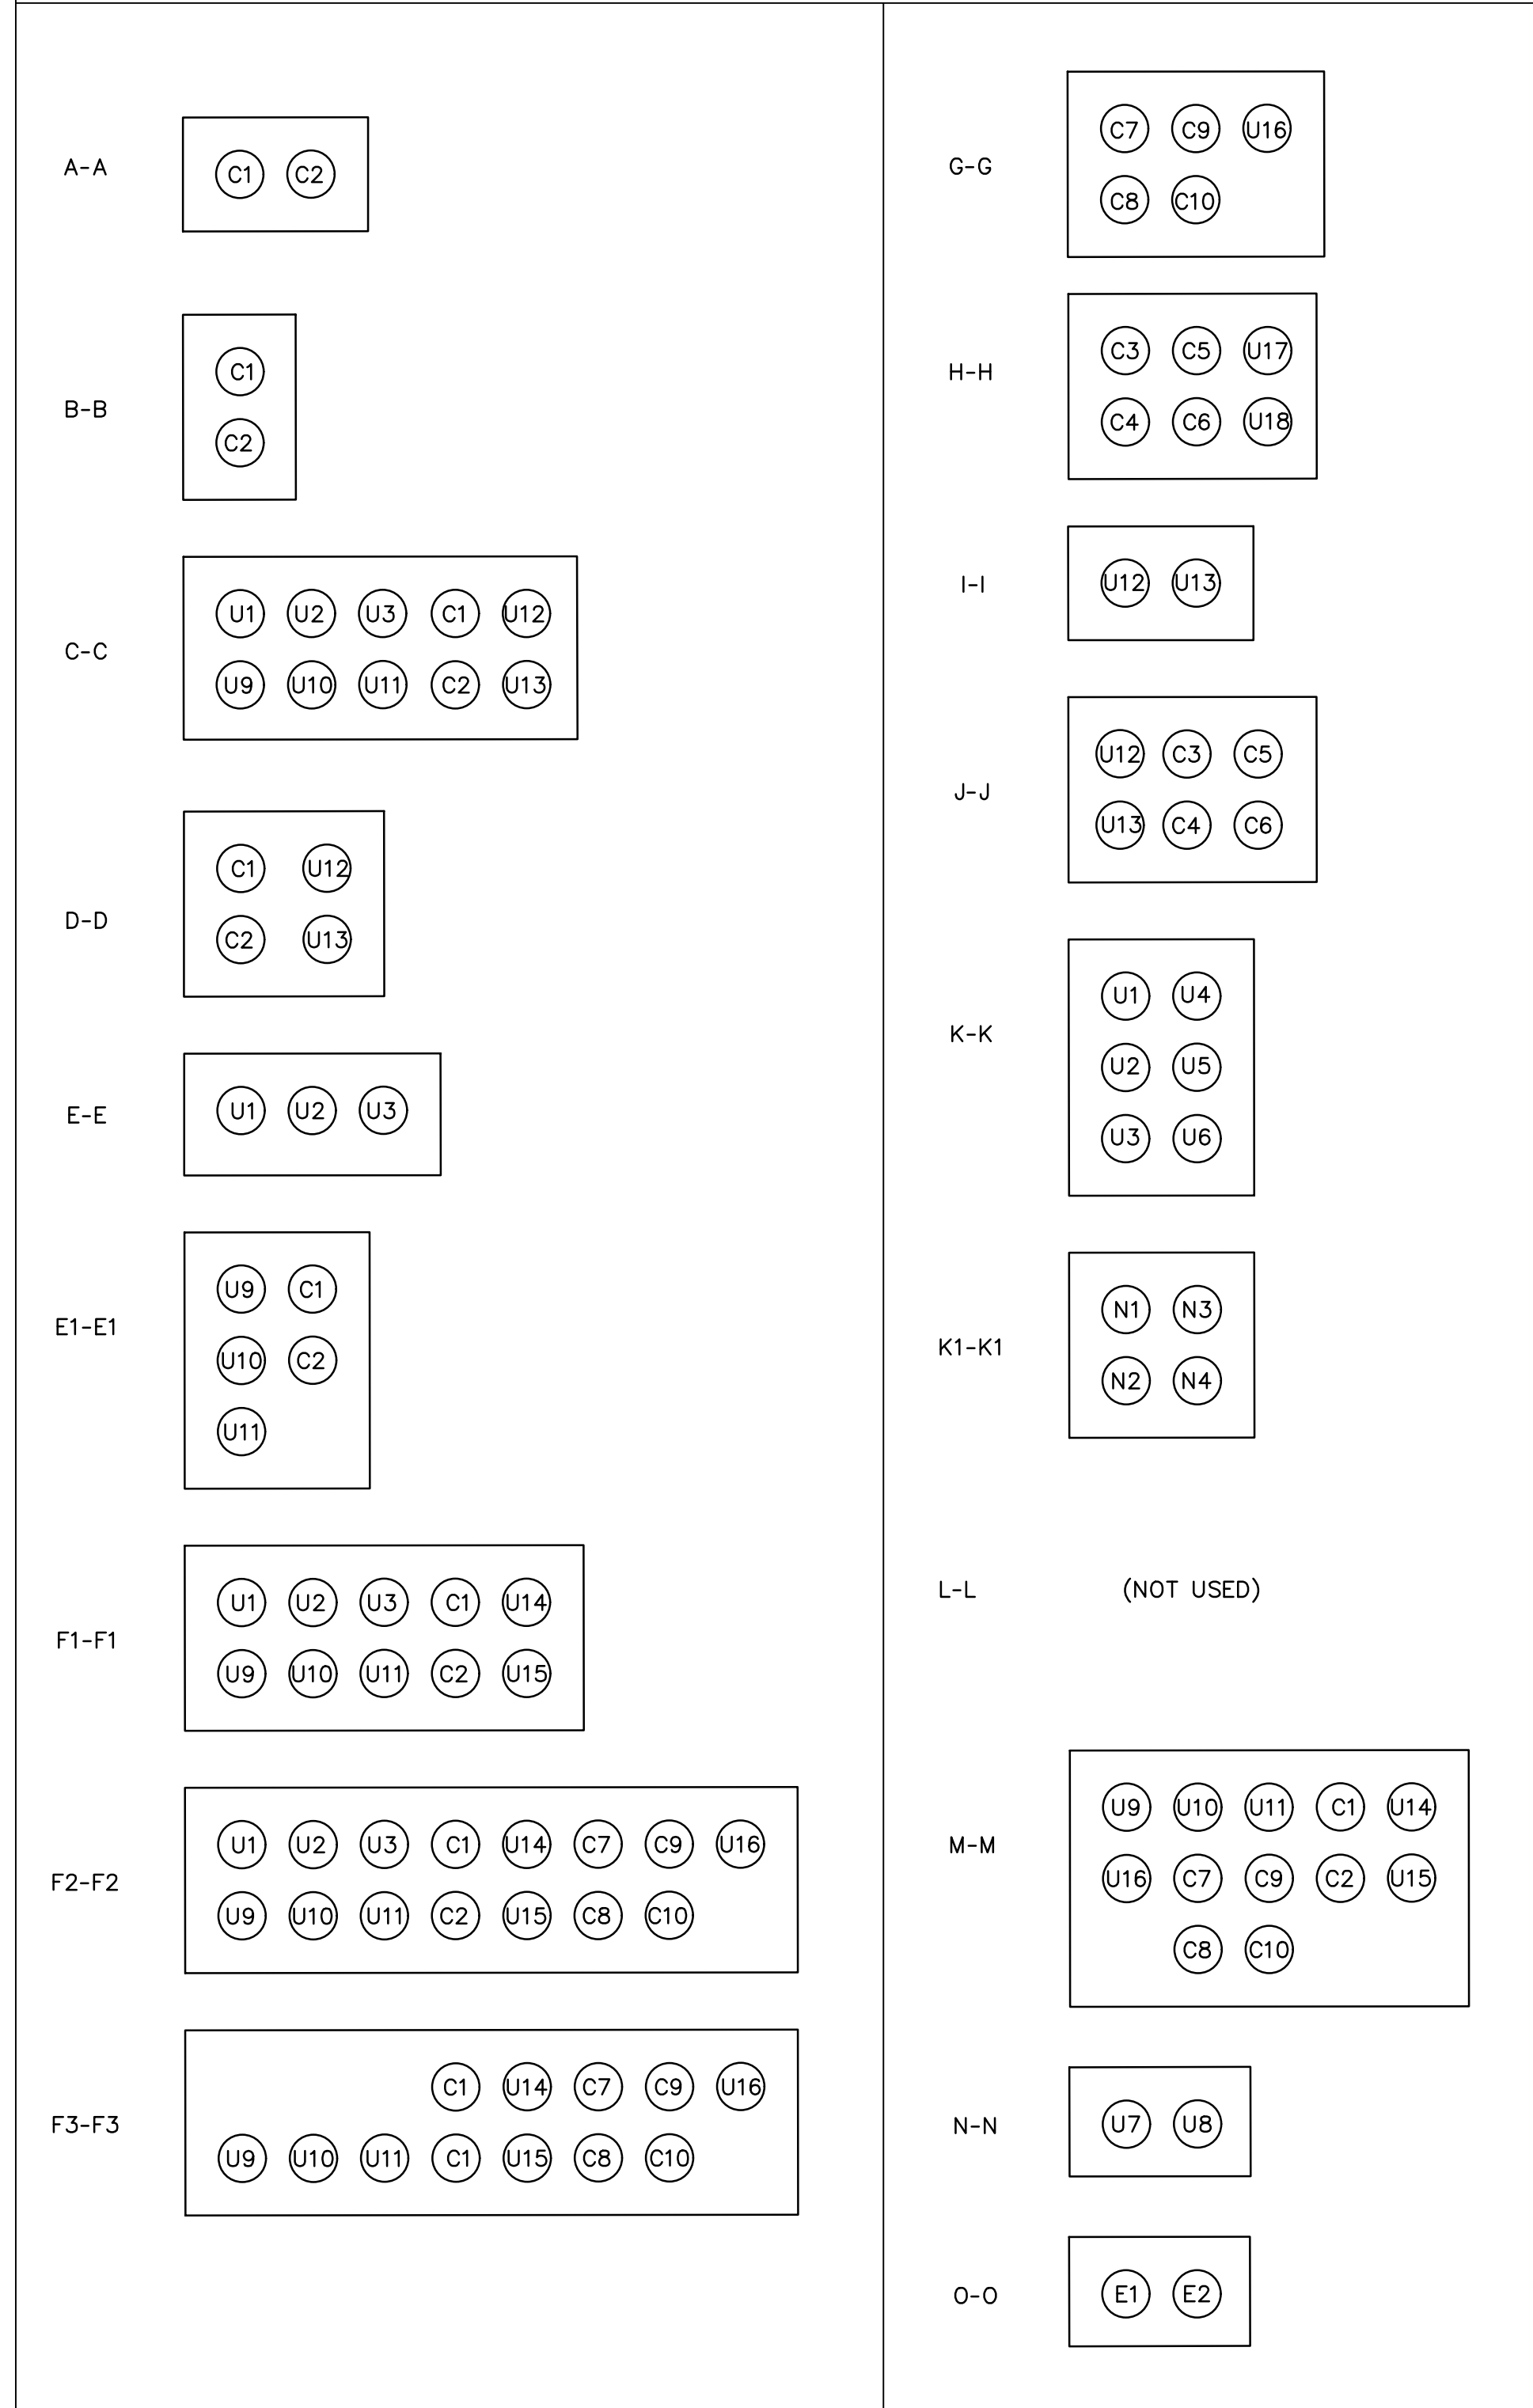 A-A
C1 C2
B-B
C1
C2
C-C
U1 U2 U3 C1 U12
U9 U10 U11 C2 U13
D-D
C1 U12
C2 U13
E-E
U1 U2 U3
E1-E1
U9 C1
U10 C2
U11
F1-F1
U1 U2 U3 C1 U14
U9 U10 U11 C2 U15
F2-F2
U1 U2 U3 C1 U14 C7 C9 U16
U9 U10 U11 C2 U15 C8 C10
F3-F3
C1 U14 C7 C9 U16
U9 U10 U11 C1 U15 C8 C10
G-G
C7 C9 U16
C8 C10
H-H
C3 C5 U17
C4 C6 U18
I-I
U12 U13
J-J
U12 C3 C5
U13 C4 C6
K-K
U1 U4
U2 U5
U3 U6
K1-K1
N1 N3
N2 N4
L-L (NOT USED)
M-M
U9 U10 U11 C1 U14
U16 C7 C9 C2 U15
C8 C10
N-N
U7 U8
O-O
E1 E2